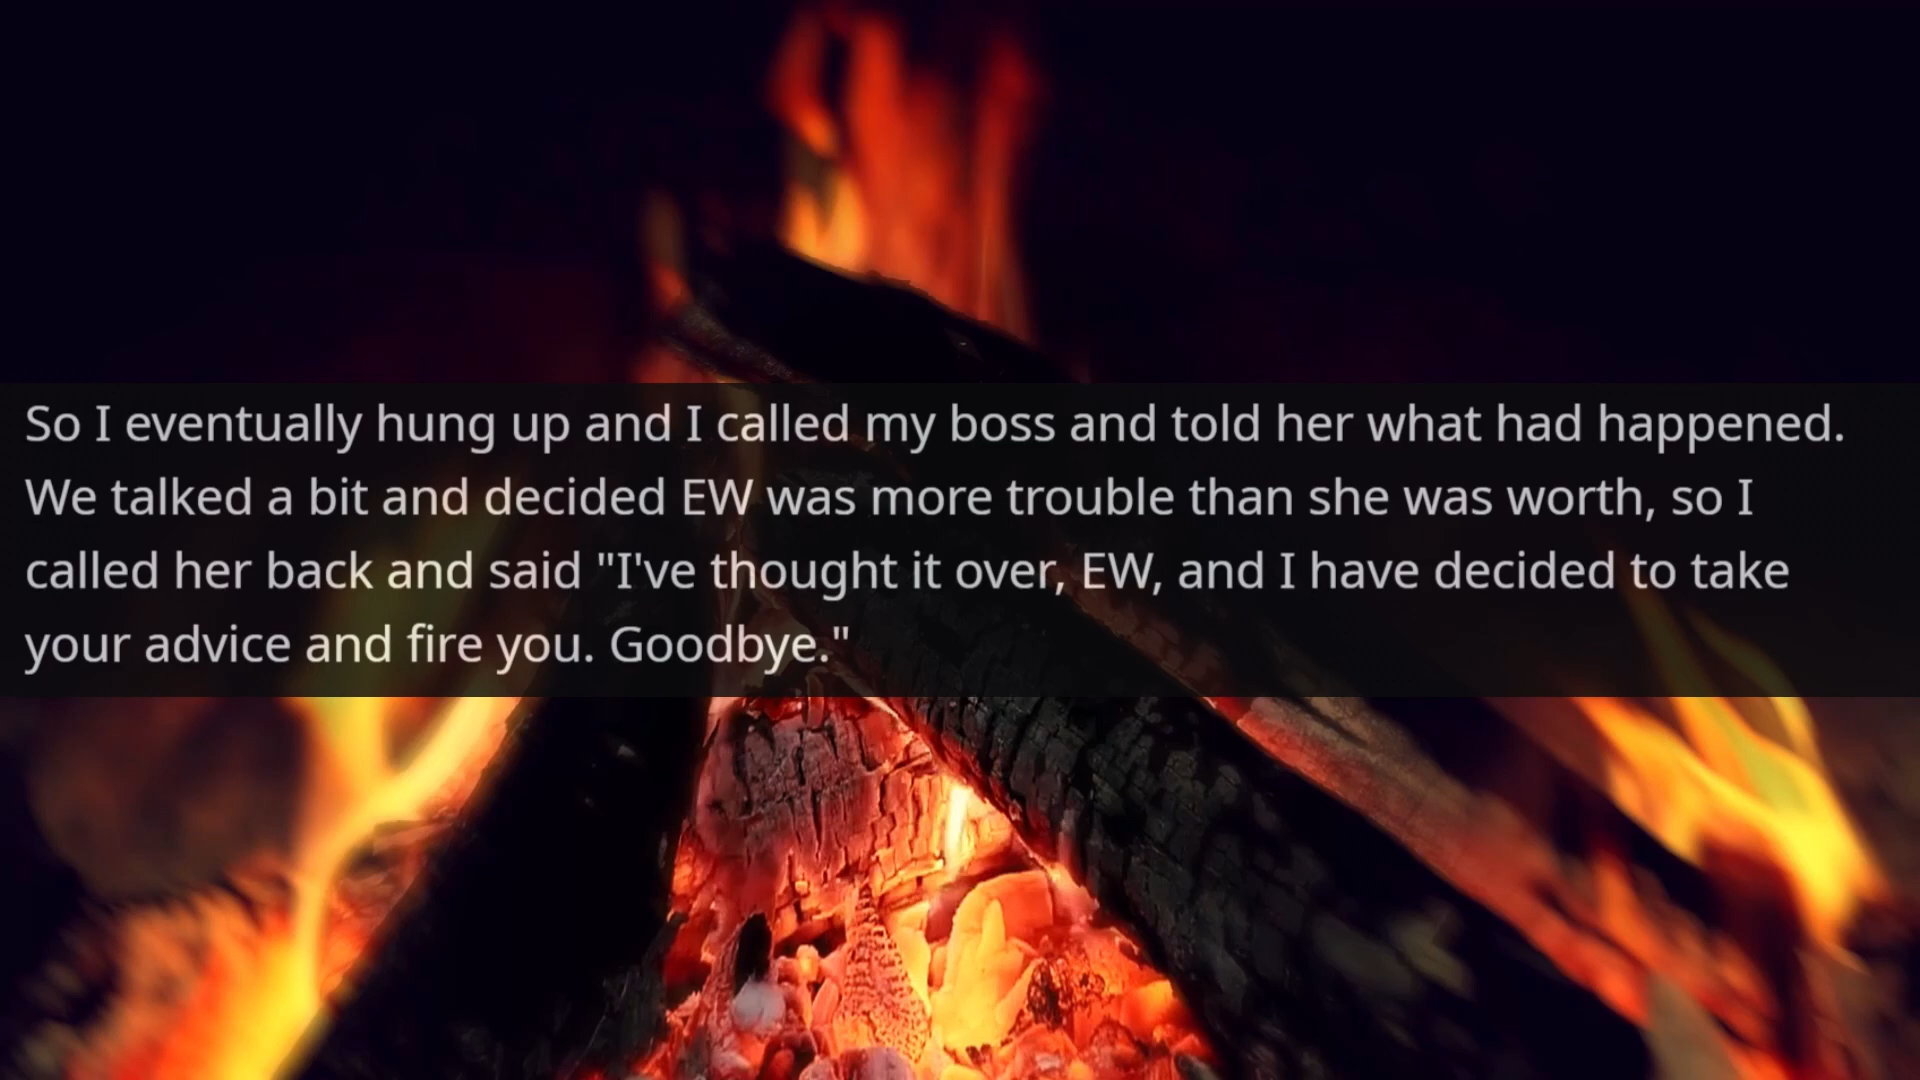 So I eventually hung up and I called my boss and told her what had happened.
We talked a bit and decided EW was more trouble than she was worth, so I
called her back and said "I've thought it over, EW, and I have decided to take
your advice and fire you. Goodbye."